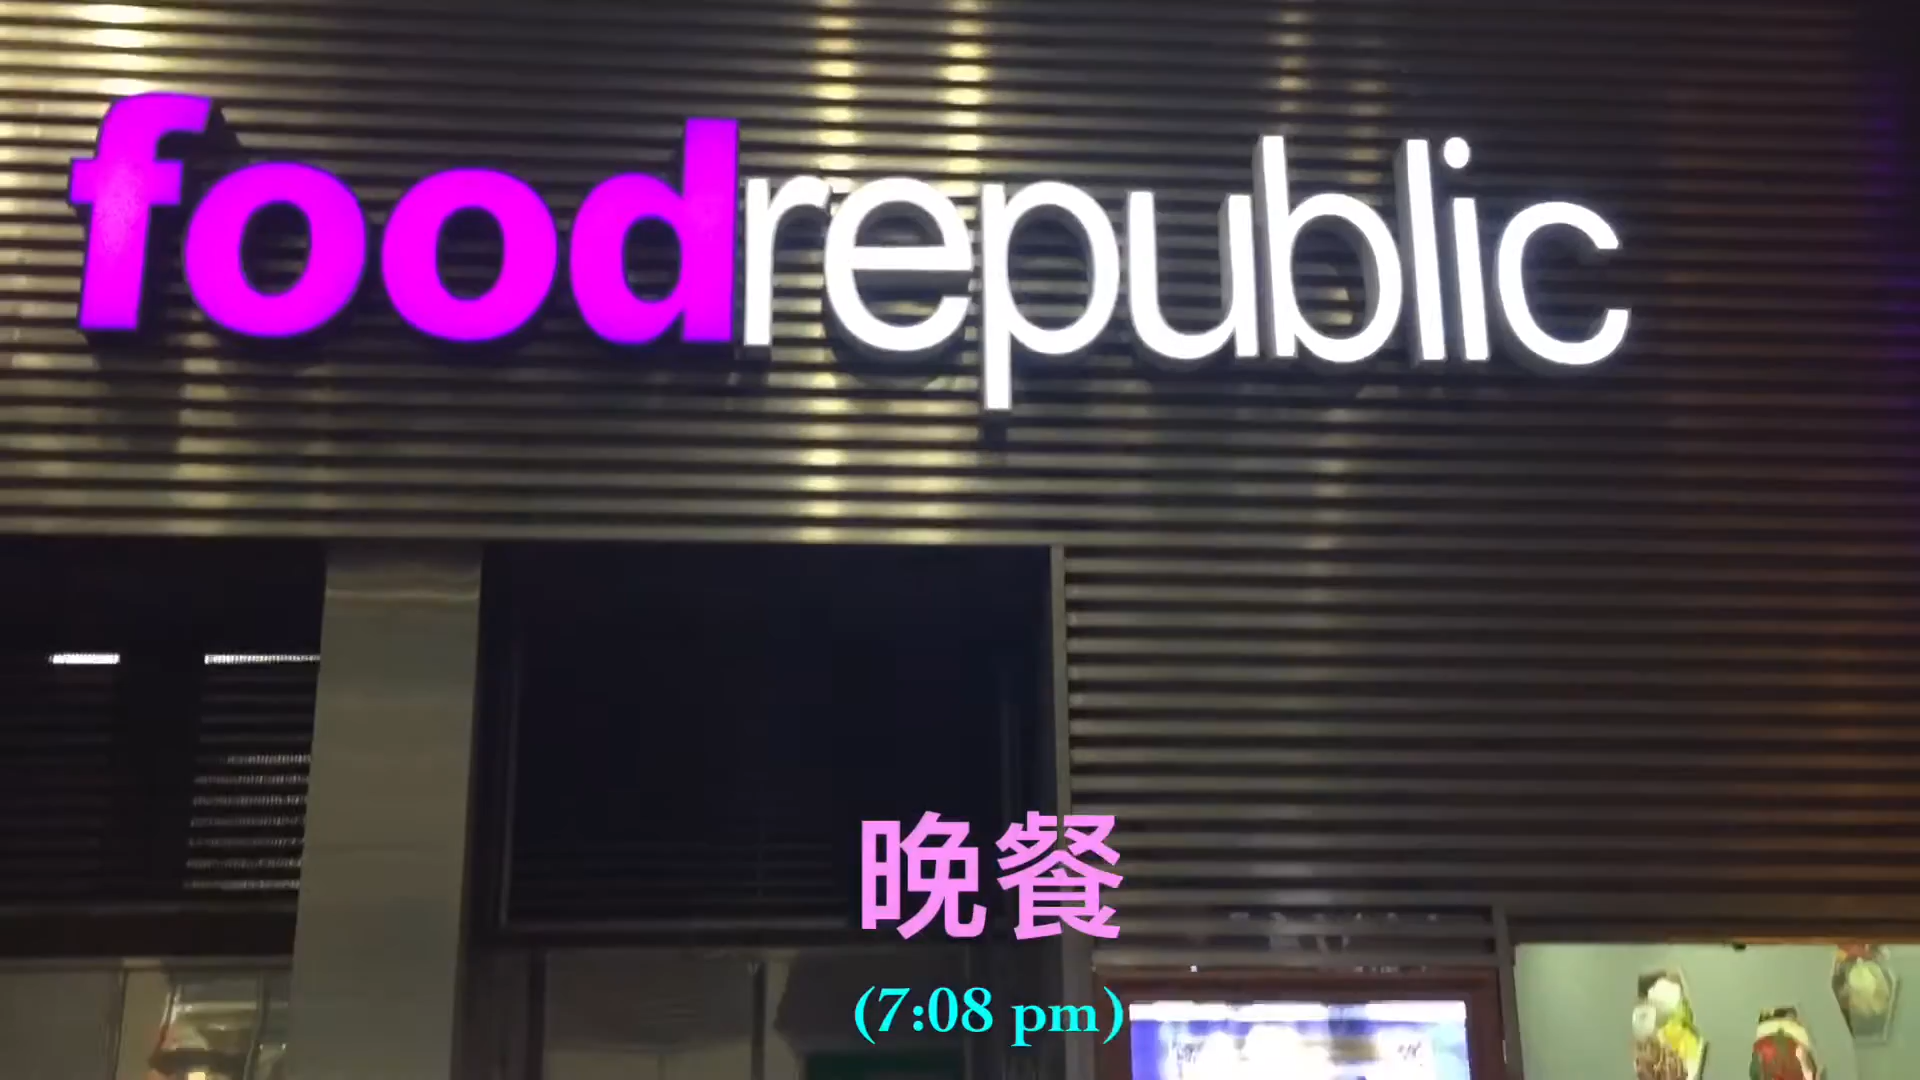 foodrepublic
晚餐
(7:08 pm)